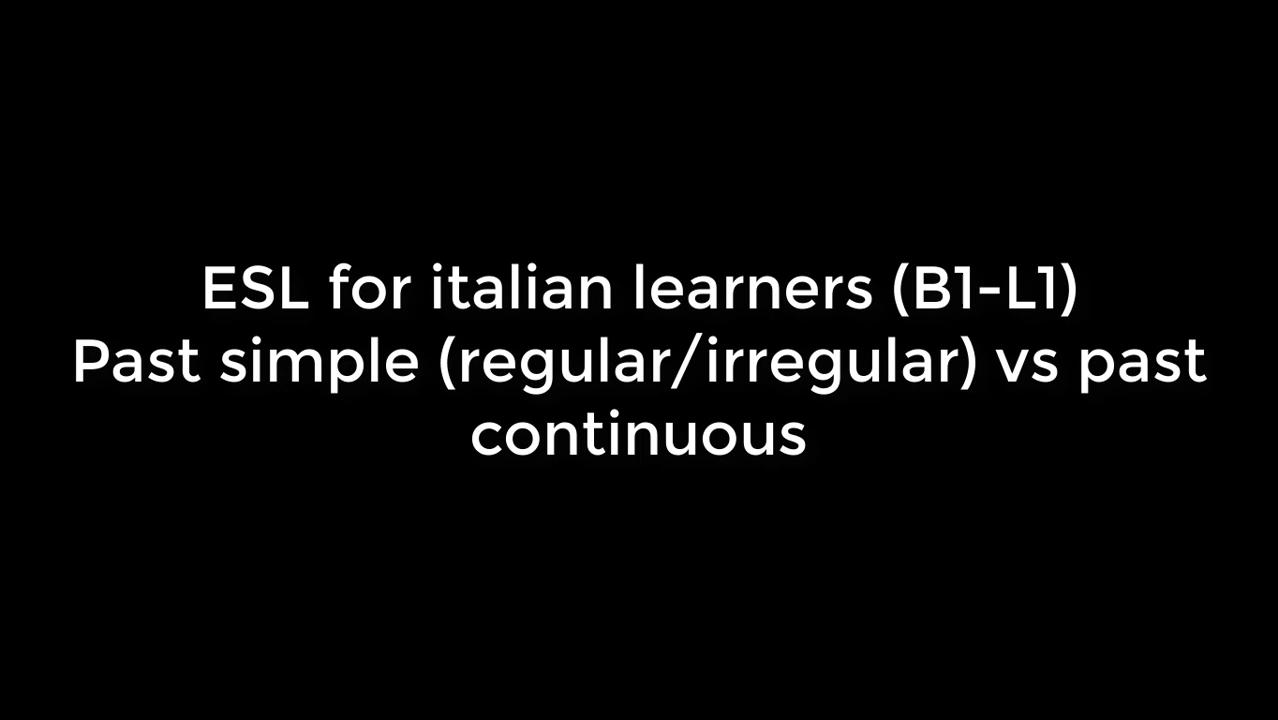 ESL for italian learners (B1-L1)
Past simple (regular/irregular) vs past
continuous